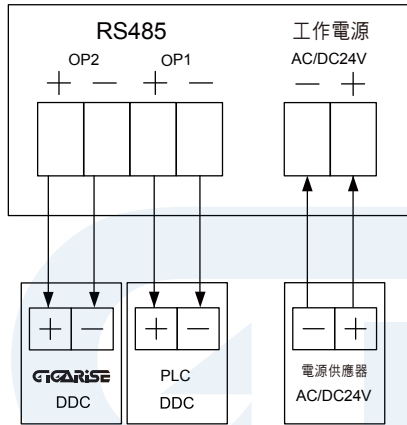 RS485
工作電源
OP2 OP1
AC/DC24V
+ — + —
— +
+ —
GIGARISE
DDC
+ —
PLC
DDC
— +
電源供應器
AC/DC24V